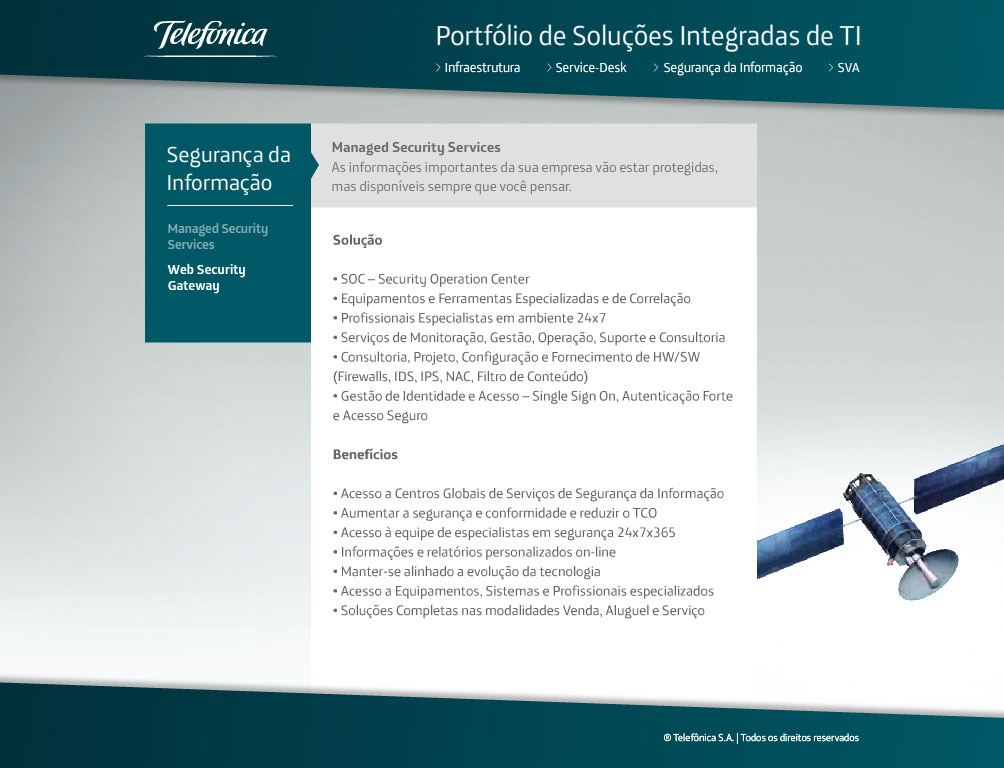 Telefónica
Portfólio de Soluções Integradas de TI
> Infraestrutura > Service-Desk > Segurança da Informação > SVA
Segurança da
Informação
Managed Security
Services
Web Security
Gateway
Managed Security Services
As informações importantes da sua empresa vão estar protegidas,
mas disponíveis sempre que você pensar.
Solução
• SOC – Security Operation Center
• Equipamentos e Ferramentas Especializadas e de Correlação
• Profissionais Especialistas em ambiente 24x7
• Serviços de Monitoração, Gestão, Operação, Suporte e Consultoria
• Consultoria, Projeto, Configuração e Fornecimento de HW/SW
(Firewalls, IDS, IPS, NAC, Filtro de Conteúdo)
• Gestão de Identidade e Acesso – Single Sign On, Autenticação Forte
e Acesso Seguro
Benefícios
• Acesso a Centros Globais de Serviços de Segurança da Informação
• Aumentar a segurança e conformidade e reduzir o TCO
• Acesso à equipe de especialistas em segurança 24x7x365
• Informações e relatórios personalizados on-line
• Manter-se alinhado a evolução da tecnologia
• Acesso a Equipamentos, Sistemas e Profissionais especializados
• Soluções Completas nas modalidades Venda, Aluguel e Serviço
® Telefônica S.A. | Todos os direitos reservados